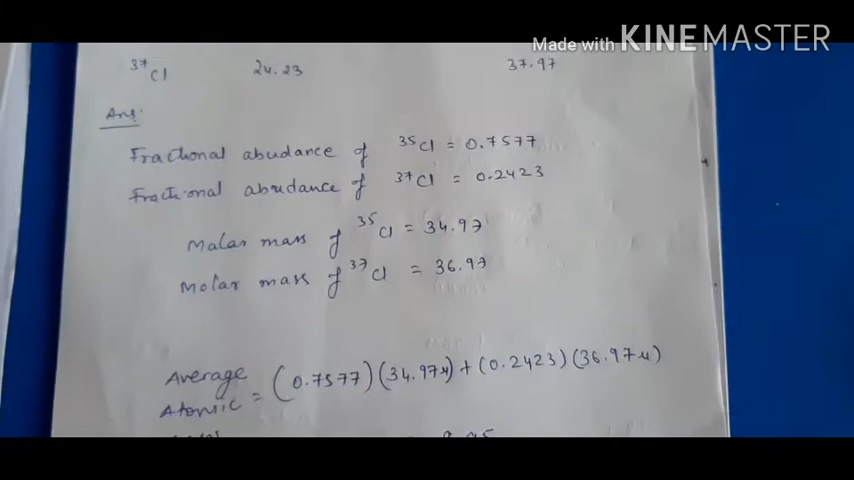 Made with KINEMASTER
37Cl 24.23 37.97
Ans:
Fractional abudance of 35Cl = 0.7577
Fractional abudance of 37Cl = 0.2423
Molar mass of 35Cl = 34.97
Molar mass of 37Cl = 36.97
Average = (0.7577)(34.97u) + (0.2423)(36.97u)
Atomic